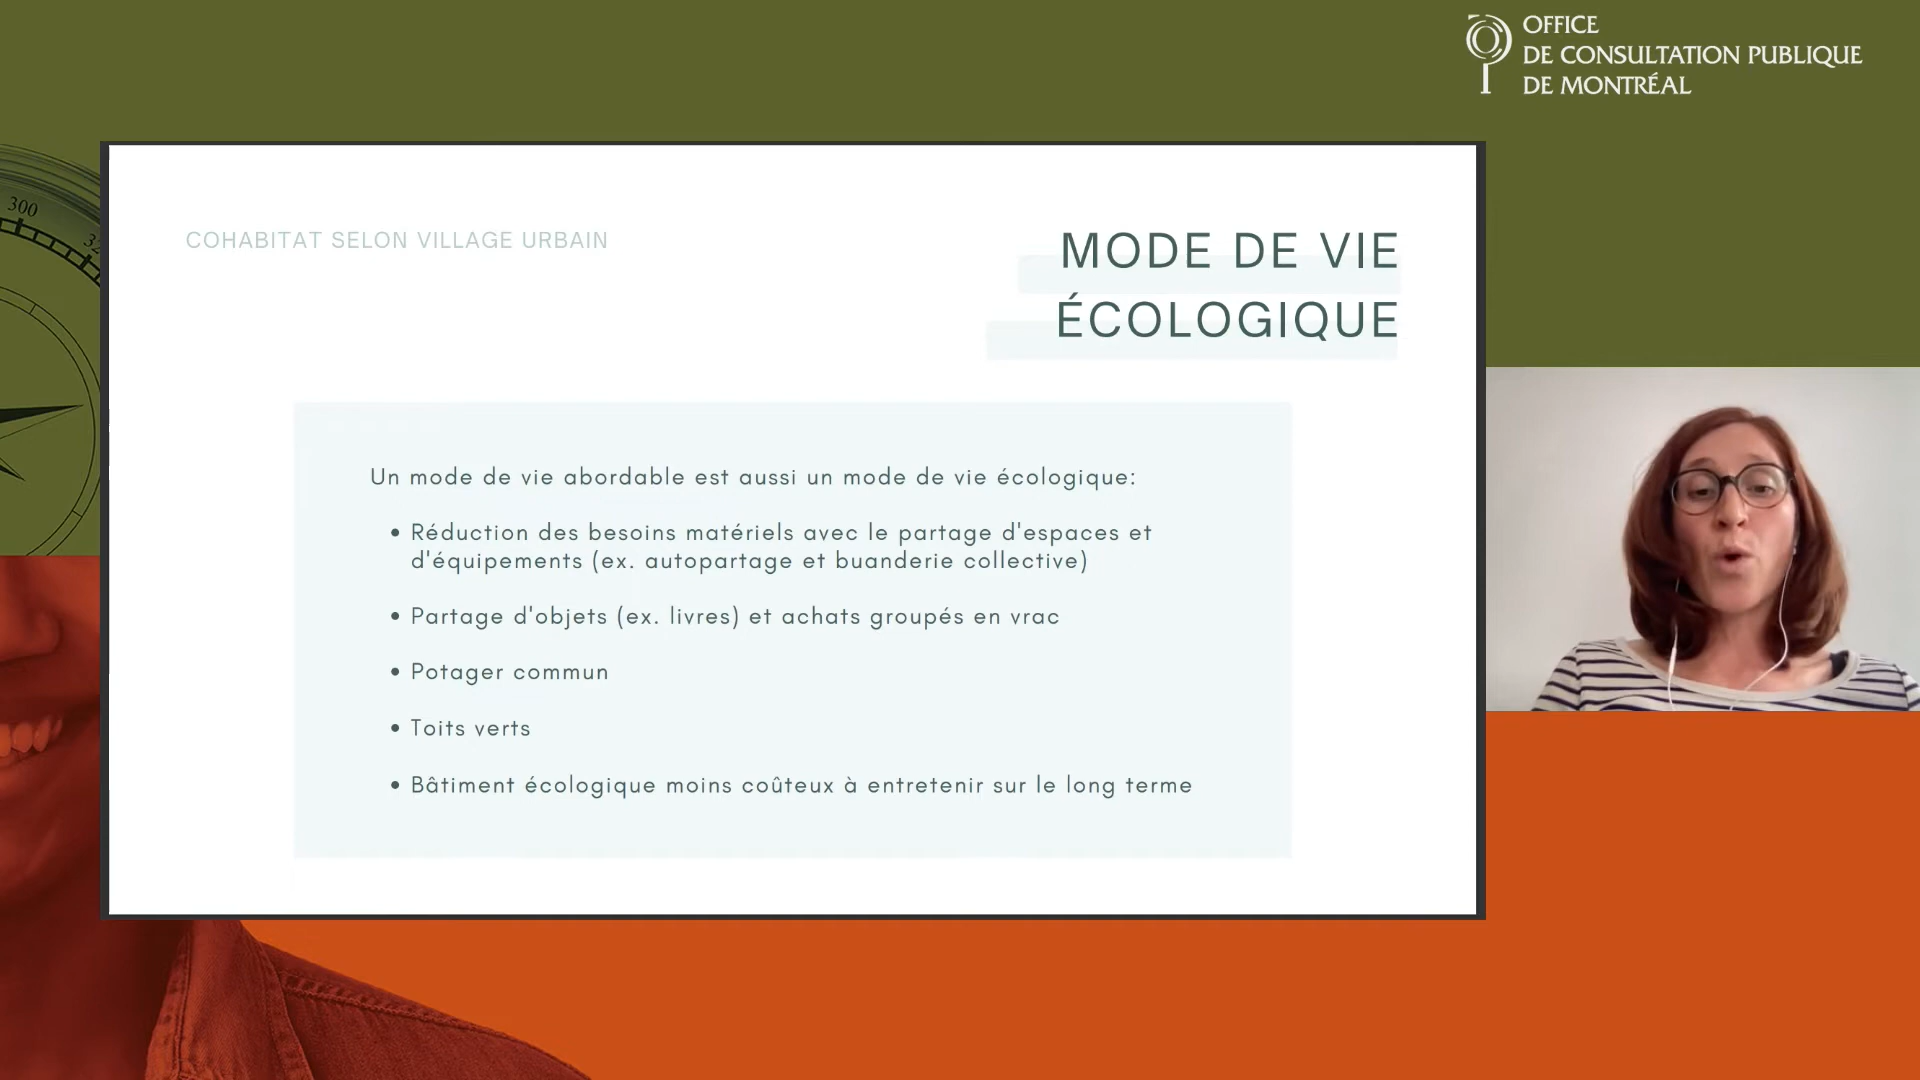 OFFICE
DE CONSULTATION PUBLIQUE
DE MONTRÉAL
300
COHABITAT SELON VILLAGE URBAIN
MODE DE VIE
ÉCOLOGIQUE
Un mode de vie abordable est aussi un mode de vie écologique:
• Réduction des besoins matériels avec le partage d'espaces et
d'équipements (ex. autopartage et buanderie collective)
• Partage d'objets (ex. livres) et achats groupés en vrac
• Potager commun
• Toits verts
• Bâtiment écologique moins coûteux à entretenir sur le long terme